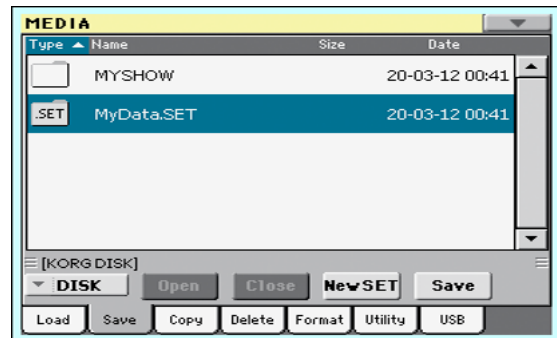 MEDIA
Type Name Size Date
MYSHOW 20-03-12 00:41
.SET MyData.SET 20-03-12 00:41
[KORG DISK]
DISK Open Close New SET Save
Load Save Copy Delete Format Utility USB